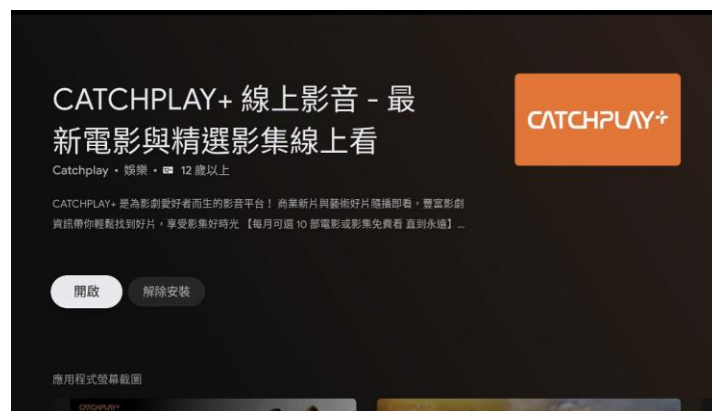 CATCHPLAY+ 線上影音 - 最
新電影與精選影集線上看
CATCHPLAY+
Catchplay • 娛樂 • 12 歲以上
CATCHPLAY+ 是為影劇愛好者而生的影音平台！ 商業新片與藝術好片隨播即看，豐富影劇
資訊帶你輕鬆找到好片，享受影集好時光 【每月可選 10 部電影或影集免費看 直到永遠】...
開啟
解除安裝
應用程式螢幕截圖
CATCHPLAY+